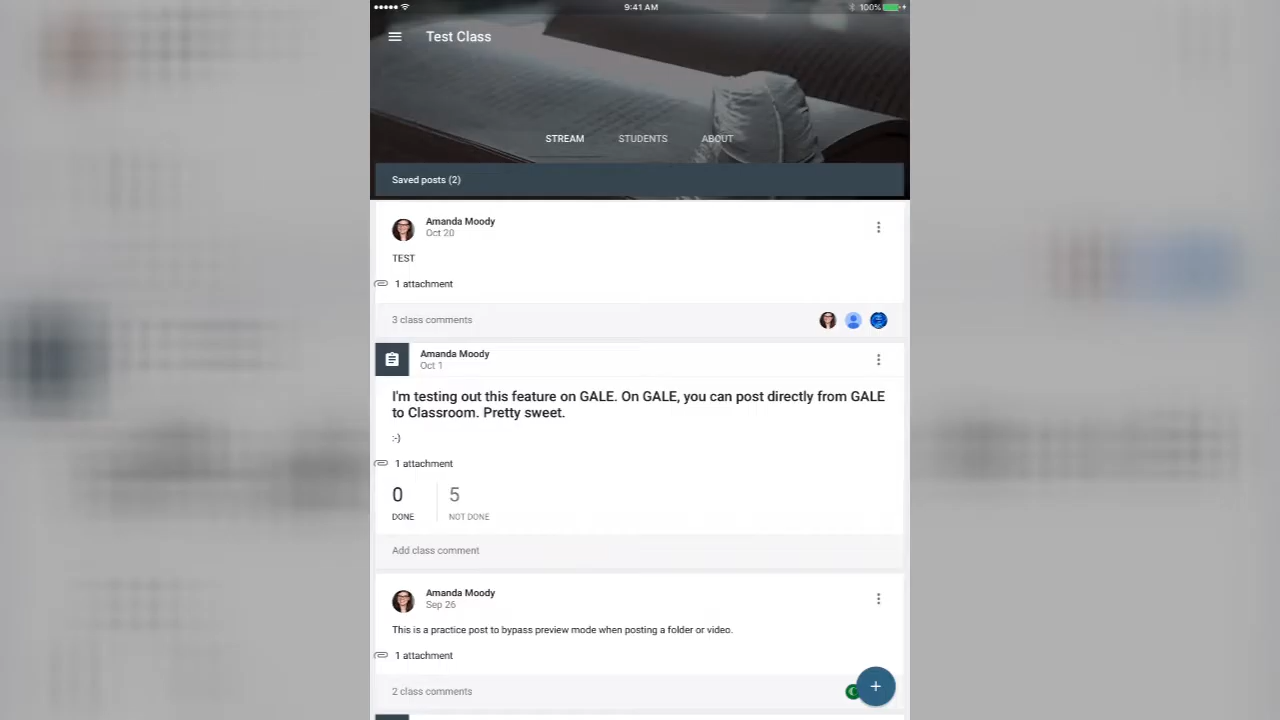 9:41 AM
100%
Test Class
STREAM
STUDENTS
ABOUT
Saved posts (2)
Amanda Moody
Oct 20
TEST
1 attachment
3 class comments
Amanda Moody
Oct 1
I'm testing out this feature on GALE. On GALE, you can post directly from GALE
to Classroom. Pretty sweet.
:-)
1 attachment
0
5
DONE
NOT DONE
Add class comment
Amanda Moody
Sep 26
This is a practice post to bypass preview mode when posting a folder or video.
1 attachment
2 class comments